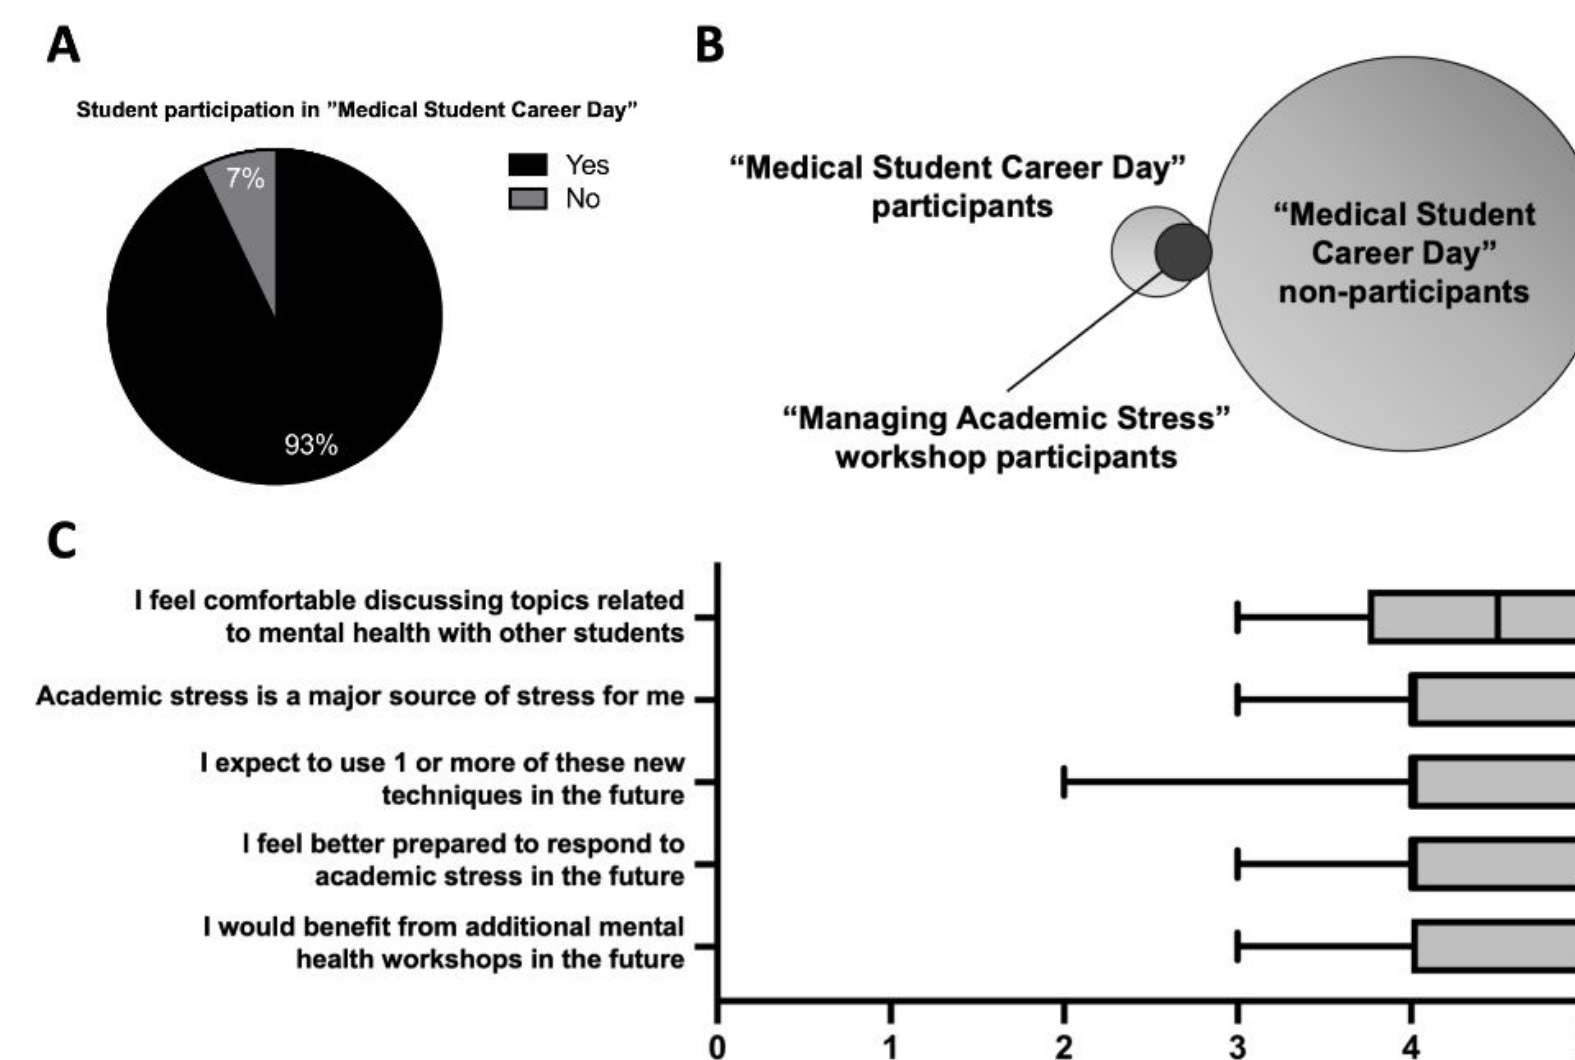 A
Student participation in ”Medical Student Career Day”
7%
93%
Yes
No
B
“Medical Student Career Day”
participants
“Medical Student
Career Day”
non-participants
“Managing Academic Stress”
workshop participants
C
I feel comfortable discussing topics related
to mental health with other students
Academic stress is a major source of stress for me
I expect to use 1 or more of these new
techniques in the future
I feel better prepared to respond to
academic stress in the future
I would benefit from additional mental
health workshops in the future
0 1 2 3 4